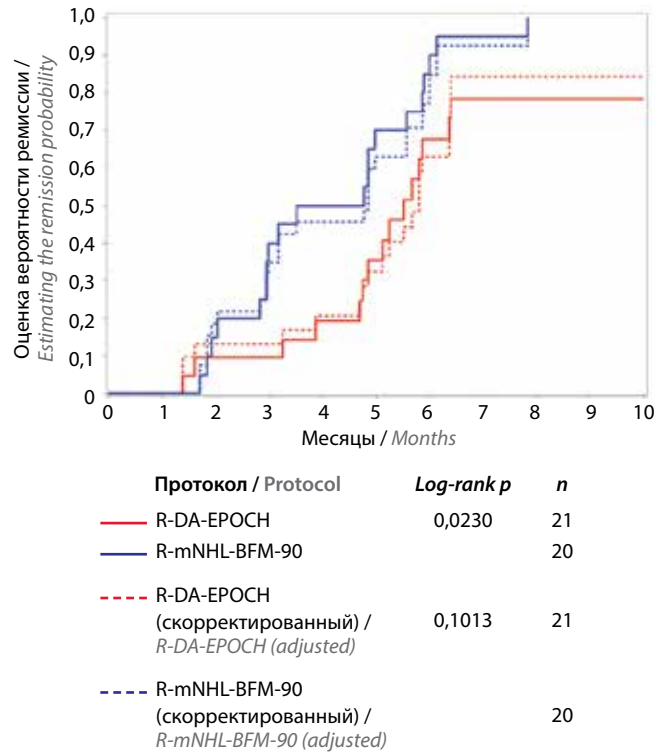 Оценка вероятности ремиссии /
Estimating the remission probability
1,0
0,9
0,8
0,7
0,6
0,5
0,4
0,3
0,2
0,1
0
0 1 2 3 4 5 6 7 8 9 10
Месяцы / Months
Протокол / Protocol Log-rank p n
R-DA-EPOCH 0,0230 21
R-mNHL-BFM-90 20
R-DA-EPOCH
(скорректированный) / 0,1013 21
R-DA-EPOCH (adjusted)
R-mNHL-BFM-90
(скорректированный) / 20
R-mNHL-BFM-90 (adjusted)